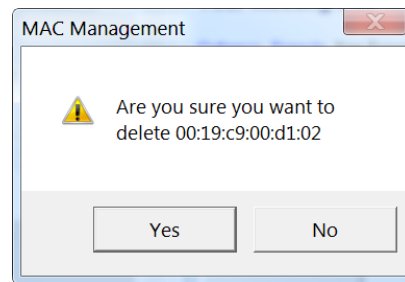 MAC Management
Are you sure you want to
delete 00:19:c9:00:d1:02
Yes
No